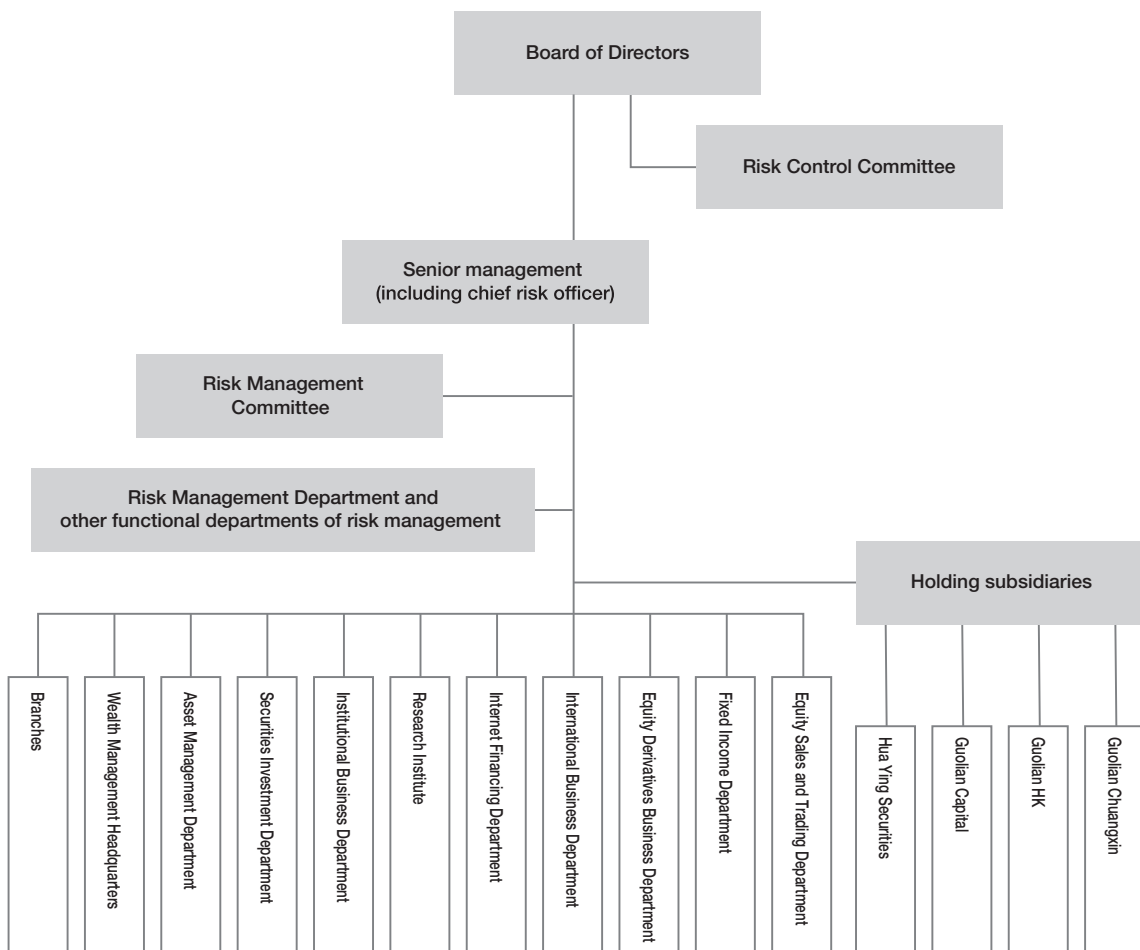 Board of Directors
Risk Control Committee
Senior management
(including chief risk officer)
Risk Management
Committee
Risk Management Department and
other functional departments of risk management
Holding subsidiaries
Branches
Wealth Management Headquarters
Asset Management Department
Securities Investment Department
Institutional Business Department
Research Institute
Internet Financing Department
International Business Department
Equity Derivatives Business Department
Fixed Income Department
Equity Sales and Trading Department
Hua Ying Securities
Guolian Capital
Guolian HK
Guolian Chuangxin